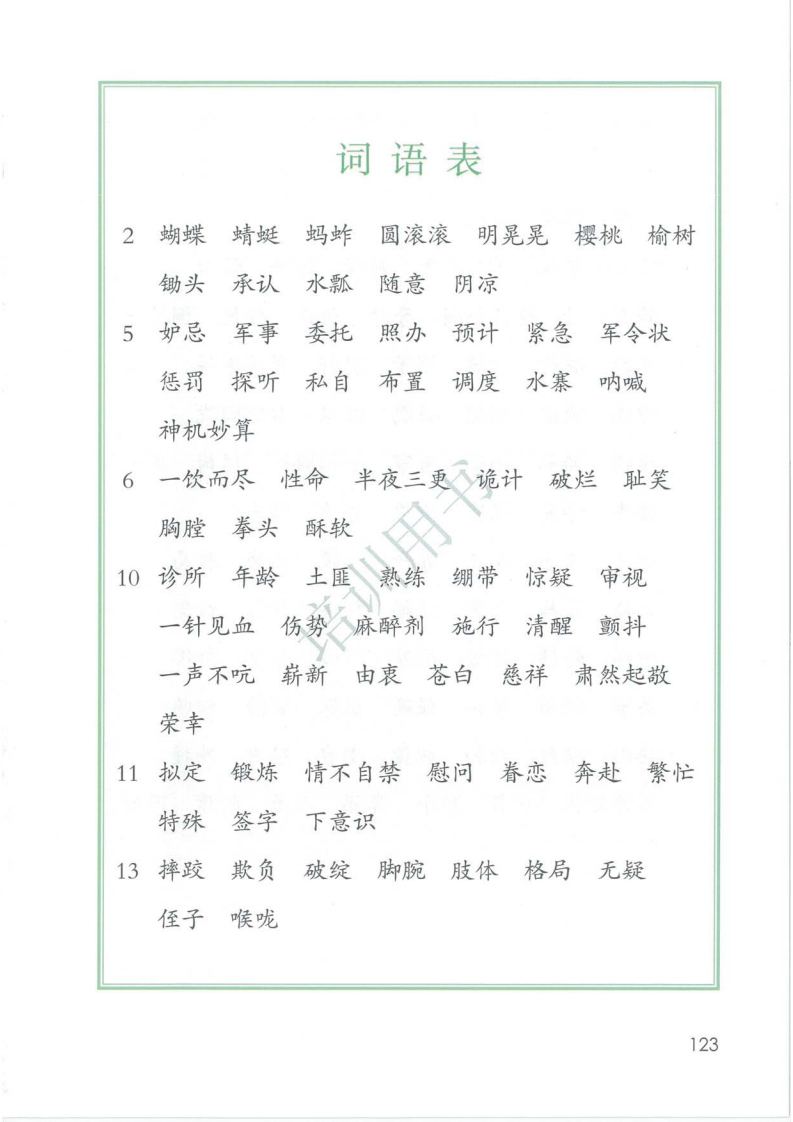 词语表
2 蝴蝶 蜻蜓 蚂蚱 圆滚滚 明晃晃 樱桃 榆树
锄头 承认 水瓢 随意 阴凉
5 妒忌 军事 委托 照办 预计 紧急 军令状
惩罚 探听 私自 布置 调度 水寨 呐喊
神机妙算
6 一饮而尽 性命 半夜三更 诡计 破烂 耻笑
胸膛 拳头 酥软
10 诊所 年龄 土匪 熟练 绷带 惊疑 审视
一针见血 伤势 麻醉剂 施行 清醒 颤抖
一声不吭 崭新 由衷 苍白 慈祥 肃然起敬
荣幸
11 拟定 锻炼 情不自禁 慰问 眷恋 奔赴 繁忙
特殊 签字 下意识
13 摔跤 欺负 破绽 脚腕 肢体 格局 无疑
侄子 喉咙
培训用书
123